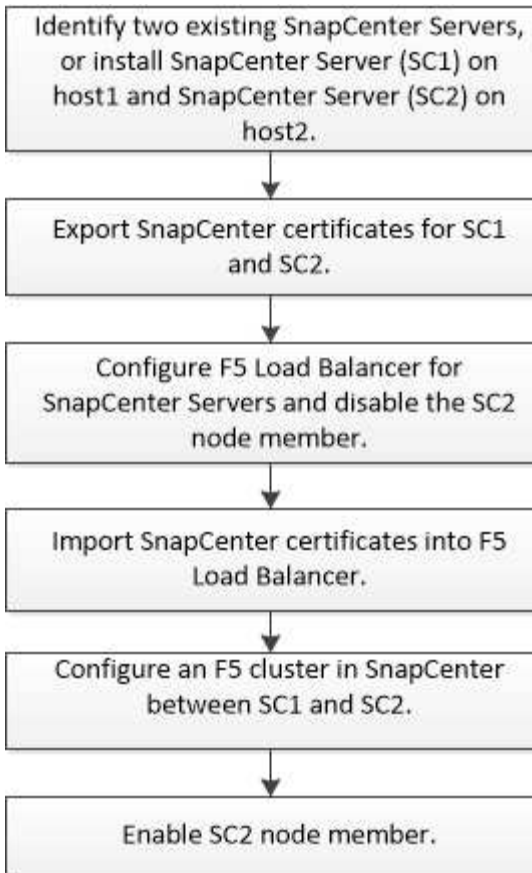 Identify two existing SnapCenter Servers,
or install SnapCenter Server (SC1) on
host1 and SnapCenter Server (SC2) on
host2.
Export SnapCenter certificates for SC1
and SC2.
Configure F5 Load Balancer for
SnapCenter Servers and disable the SC2
node member.
Import SnapCenter certificates into F5
Load Balancer.
Configure an F5 cluster in SnapCenter
between SC1 and SC2.
Enable SC2 node member.